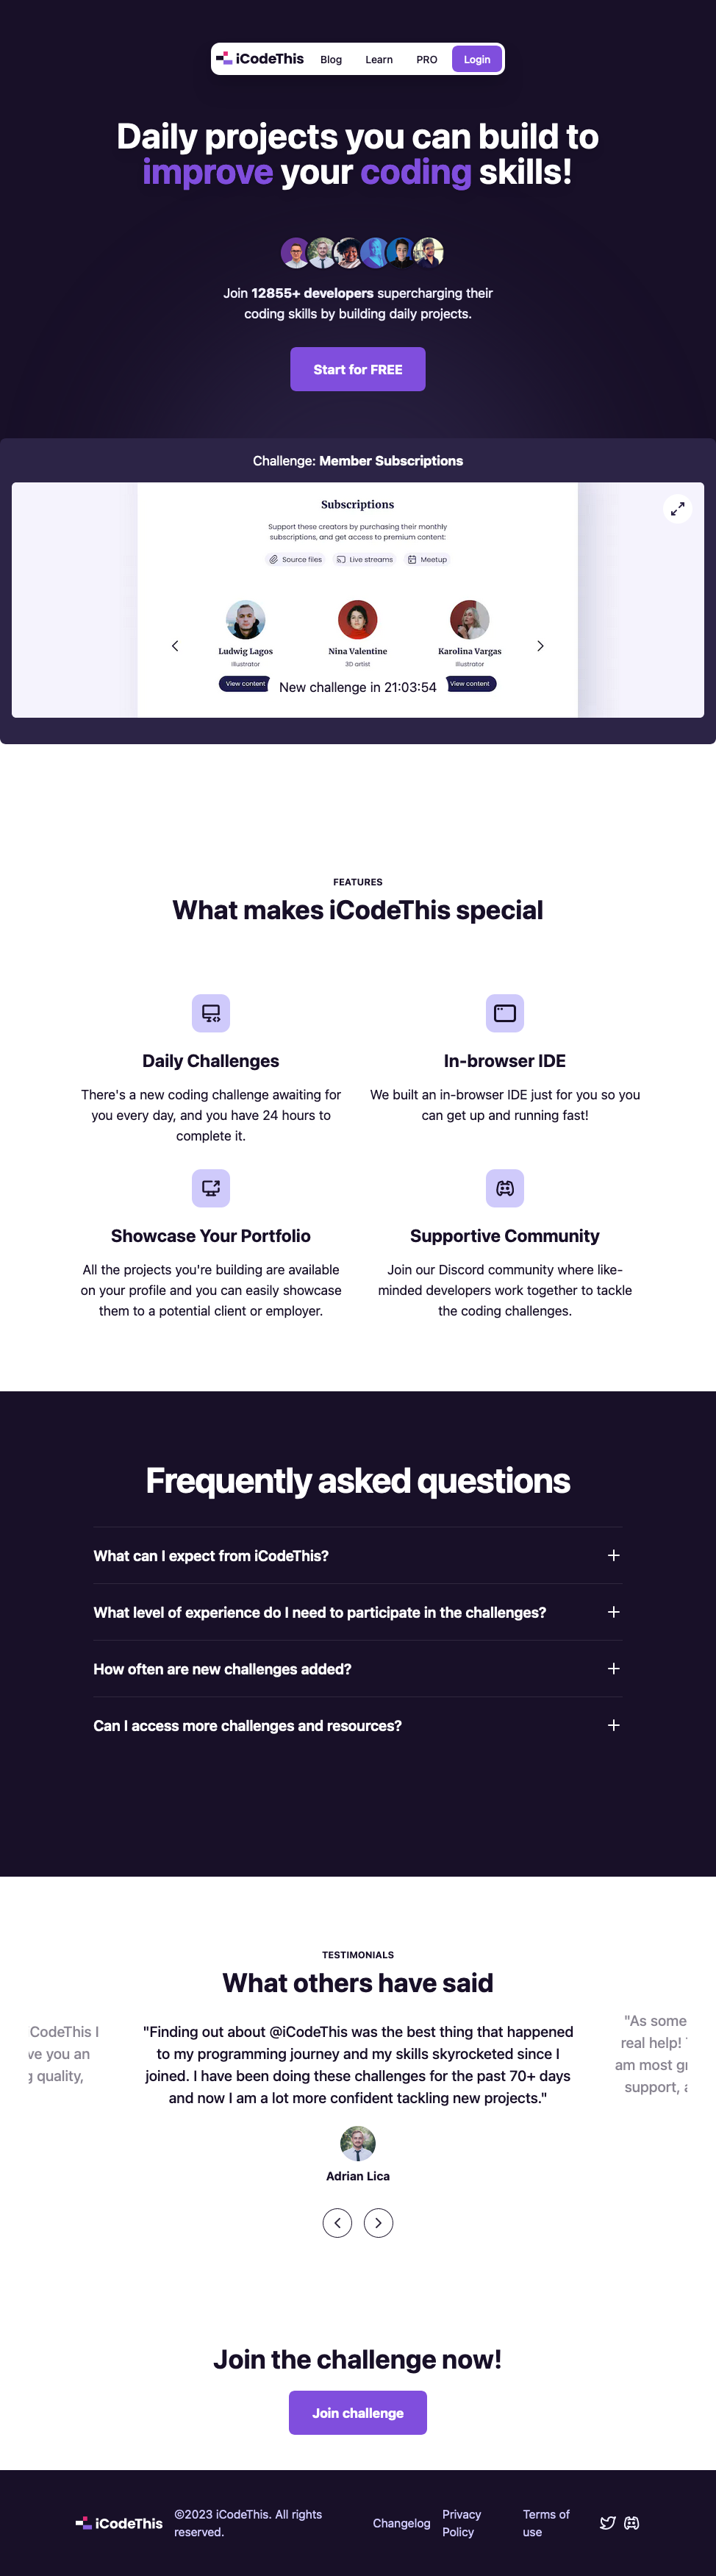 iCodeThis Blog Learn PRO Login
Daily projects you can build to
improve your coding skills!
Join 12855+ developers supercharging their
coding skills by building daily projects.
Start for FREE
Challenge: Member Subscriptions
Subscriptions
Support these creators by purchasing their monthly
subscriptions, and get access to premium content:
Source files Live streams Meetup
Ludwig Lagos Nina Valentine Karolina Vargas
Illustrator 3D artist Illustrator
View content New challenge in 21:03:54 View content
FEATURES
What makes iCodeThis special
Daily Challenges
There's a new coding challenge awaiting for
you every day, and you have 24 hours to
complete it.
In-browser IDE
We built an in-browser IDE just for you so you
can get up and running fast!
Showcase Your Portfolio
All the projects you're building are available
on your profile and you can easily showcase
them to a potential client or employer.
Supportive Community
Join our Discord community where like-
minded developers work together to tackle
the coding challenges.
Frequently asked questions
What can I expect from iCodeThis?
What level of experience do I need to participate in the challenges?
How often are new challenges added?
Can I access more challenges and resources?
TESTIMONIALS
What others have said
CodeThis I
ve you an
quality,
"Finding out about @iCodeThis was the best thing that happened
to my programming journey and my skills skyrocketed since I
joined. I have been doing these challenges for the past 70+ days
and now I am a lot more confident tackling new projects."
Adrian Lica
"As some
real help!
am most
support,
Join the challenge now!
Join challenge
iCodeThis
©2023 iCodeThis. All rights
reserved.
Changelog
Privacy
Policy
Terms of
use